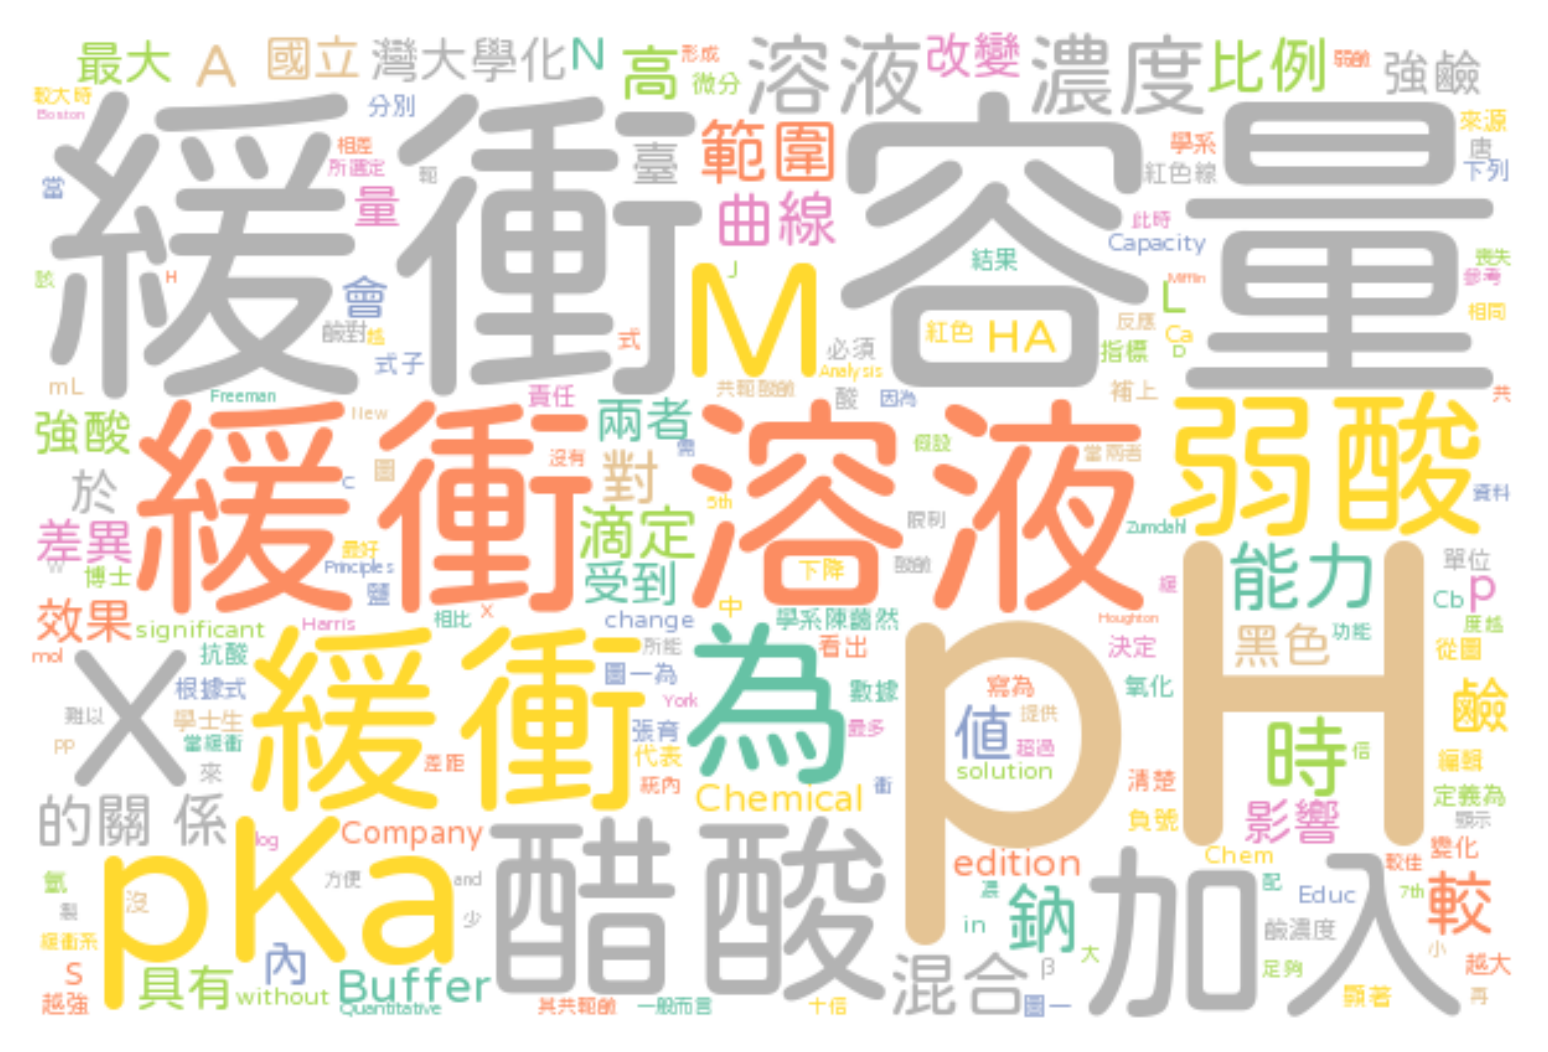 最大 A 國立 灣大學化 N 高 形成 微分 溶液 改變 濃度 比例 弱鹼 強鹼
較大時 Boston 分別 相差 所選定 範 臺 範圍 學系 紅色線 來源 唐 下列
當 量 曲線 此時 Capacity
緩衝容量
該 H 會 鹼對 越 式子 式 M J 結果 紅色 HA 反應 指標 L Mifflin Ca D 喪失 參考 相同
mL Freeman New 責任 必須 Analysis 共軛酸鹼 酸 因為 補上 共
強酸 兩者 需 假設 當兩者 弱酸
緩衝溶液
於 圖 C 沒有 對 5th 限制 資料
差異 W 博士 最好 Principles 滴定 下降 酸鹼 Zumdahl 能力 單位
效果 鹽 受到 緩 Cb p
significant Harris 相比 X change 中 學系陳藹然 Houghton 黑色 功能 度越
mol 抗酸 所能 看出 決定 從圖
X 緩衝 為 pH
難以 根據式 圖一為 York 數據 寫為 提供 氧化 鹼
PP 學士生 當緩衝 張育 最多 值 超過 時 信
來 差距 代表 統內 solution 清楚 編輯
的關 係 Chemical 衝 負號 影響 定義為 顯示
log Company edition Chem 較佳 變化
pKa 醋酸 加入
氫 方便 and 濃 配 Educ 7th 較
製 沒 少 in 鈉 鹼濃度
緩衝系 內 混合 β 大 小
S 具有 without Buffer 足夠 越大
越強 Quantitative 其共軛鹼 一般而言 十倍 圖一 顯著 再